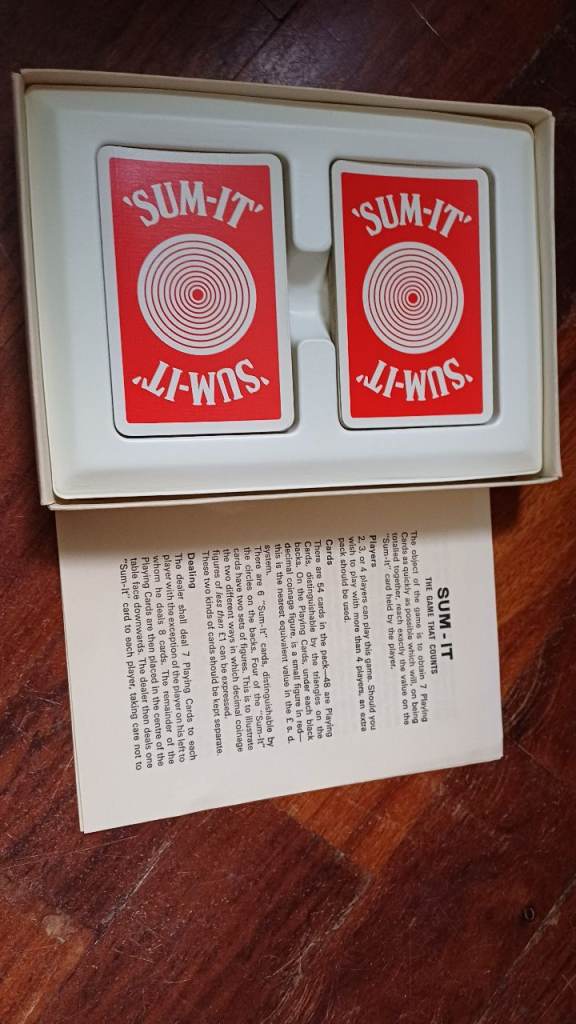 'SUM-IT'
'SUM-IT'
'SUM-IT'
'SUM-IT'
SUM-IT
THE GAME THAT COUNTS
The object of the game is to obtain 7 Playing
Cards as quickly as possible which will, on being
totalled together, reach exactly the value on the
"Sum-It" card held by the player.
Players
2, 3, or 4 players can play this game. Should you
wish to play with more than 4 players, an extra
pack should be used.
Cards
There are 54 cards in the pack—48 are Playing
Cards, distinguishable by the triangles on the
backs. On the Playing Cards, under each black
decimal coinage figure, is a small figure in red—
this is the nearest equivalent value in the £ s. d.
system.
There are 6 "Sum-It" cards, distinguishable by
the circles on the backs. Four of the "Sum-It"
cards have two sets of figures. This is to illustrate
the two different ways in which decimal coinage
figures of less than £1 can be expressed.
These two kinds of cards should be kept separate.
Dealing
The dealer shall deal 7 Playing Cards to each
player with the exception of the player on his left to
whom he deals 8 cards. The remainder of the
Playing Cards are then placed in the centre of the
table face downwards. The dealer then deals one
"Sum-It" card to each player, taking care not to